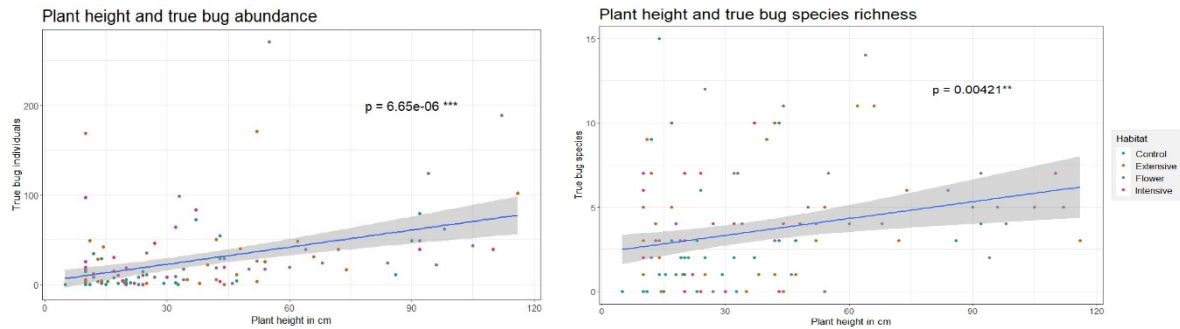 Plant height and true bug abundance
True bug individuals
200
100
0
p = 6.65e-06 ***
0
30
60
90
120
Plant height in cm
Plant height and true bug species richness
True bug species
15
10
5
0
p = 0.00421**
0
30
60
90
120
Plant height in cm
Habitat
Control
Extensive
Flower
Intensive